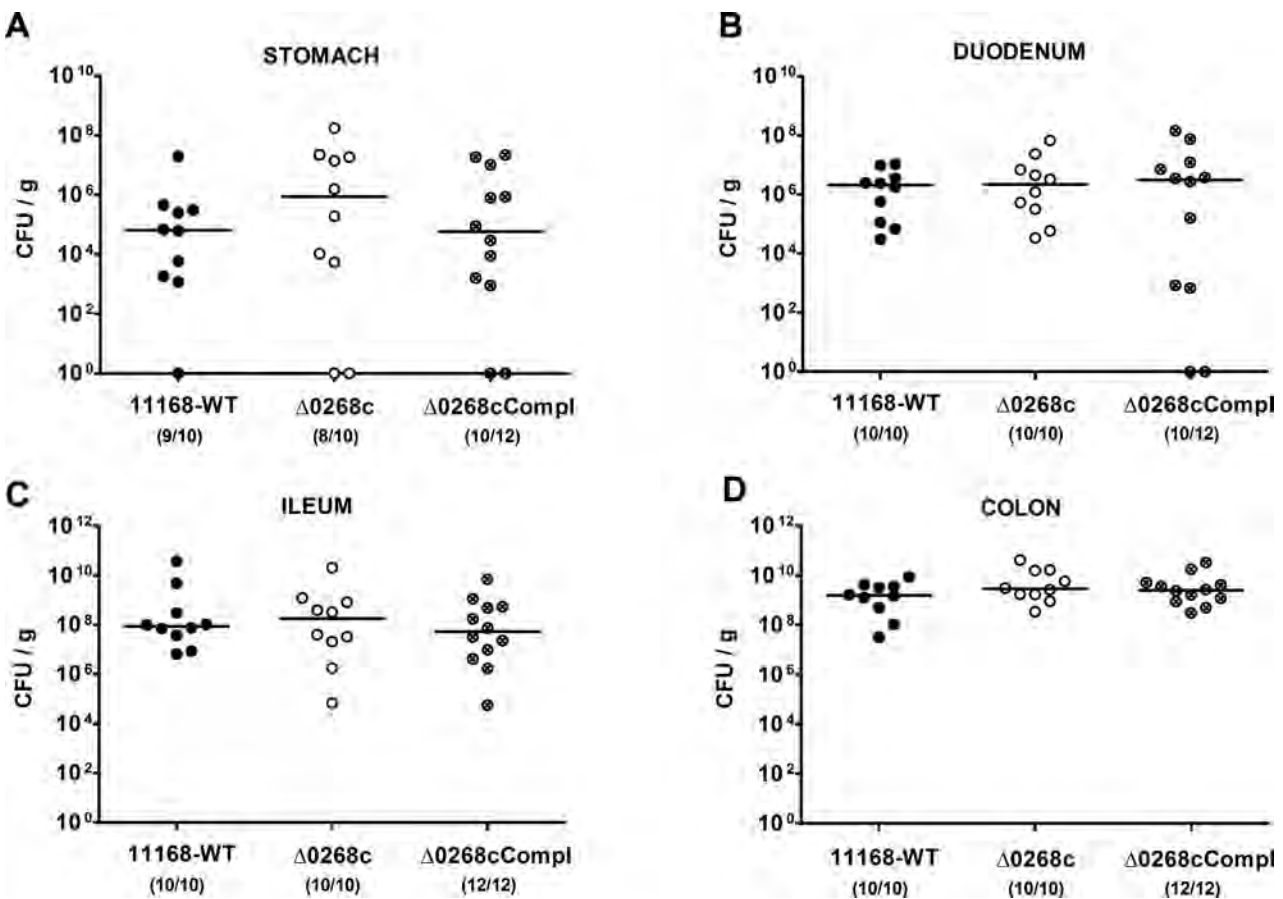 A
STOMACH
CFU / g
10^10
10^8
10^6
10^4
10^2
10^0
11168-WT
Δ0268c
Δ0268cCompl
(9/10)
(8/10)
(10/12)
B
DUODENUM
CFU / g
10^10
10^8
10^6
10^4
10^2
10^0
11168-WT
Δ0268c
Δ0268cCompl
(10/10)
(10/10)
(10/12)
C
ILEUM
CFU / g
10^12
10^10
10^8
10^6
10^4
10^2
10^0
11168-WT
Δ0268c
Δ0268cCompl
(10/10)
(10/10)
(12/12)
D
COLON
CFU / g
10^12
10^10
10^8
10^6
10^4
10^2
10^0
11168-WT
Δ0268c
Δ0268cCompl
(10/10)
(10/10)
(12/12)